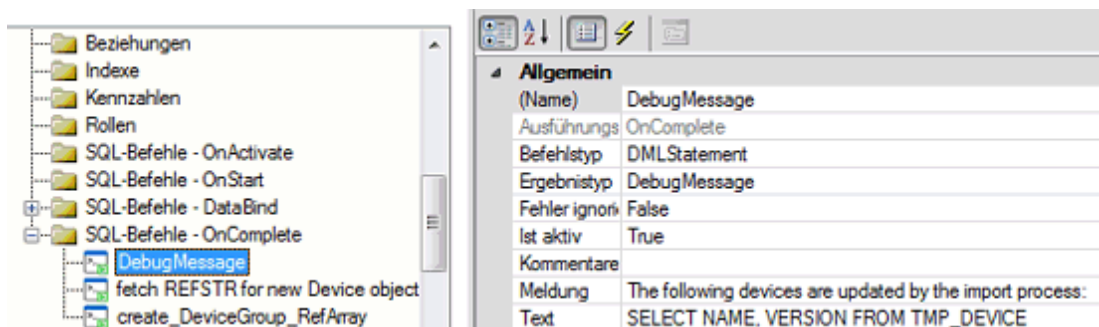 Beziehungen
Indexe
Kennzahlen
Rollen
SQL-Befehle - OnActivate
SQL-Befehle - OnStart
SQL-Befehle - DataBind
SQL-Befehle - OnComplete
DebugMessage
fetch REFSTR for new Device object
create_DeviceGroup_RefArray
Allgemein
(Name) DebugMessage
Ausführungs OnComplete
Befehlstyp DMLStatement
Ergebnistyp DebugMessage
Fehler ignori False
Ist aktiv True
Kommentare
Meldung The following devices are updated by the import process:
Text SELECT NAME, VERSION FROM TMP_DEVICE